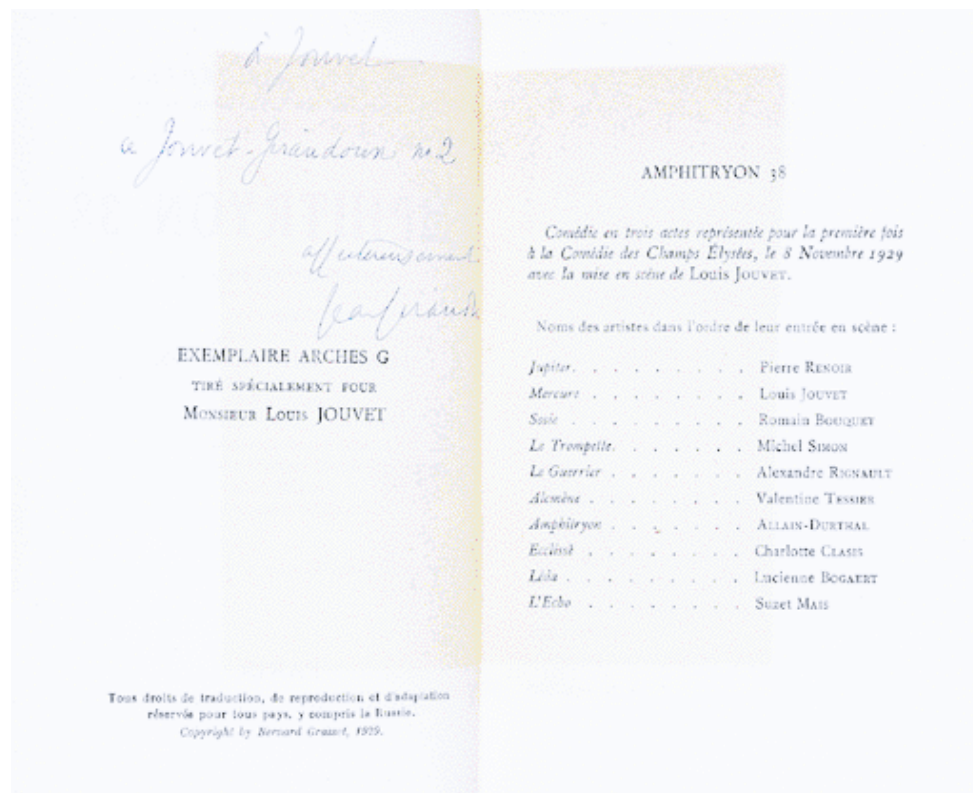 à Jouvet
a Jouvet-Giraudoux no 2
affectueusement
Jean Giraudo
EXEMPLAIRE ARCHES G
TIRÉ SPÉCIALEMENT POUR
MONSIEUR LOUIS JOUVET
Tous droits de traduction, de reproduction et d'adaptation
réservés pour tous pays, y compris la Russie.
Copyright by Bernard Grasset, 1929.
AMPHITRYON 38
Comédie en trois actes représentée pour la première fois
à la Comédie des Champs Élysées, le 8 Novembre 1929
avec la mise en scène de LOUIS JOUVET.
Noms des artistes dans l'ordre de leur entrée en scène :
Jupiter. . . . . . . . . Pierre RENOIR
Mercure . . . . . . . . Louis JOUVET
Sosie . . . . . . . . . Romain BOUQUET
Le Trompette. . . . . . . Michel SIMON
Le Guerrier . . . . . . . Alexandre RIGNAULT
Alcmène . . . . . . . . Valentine TESSIER
Amphitryon . . . . . . . ALLAIN-DURTHAL
Ecclissé . . . . . . . . Charlotte CLASIS
Léda . . . . . . . . . Lucienne BOGAERT
L'Echo . . . . . . . . Suzet MAIS